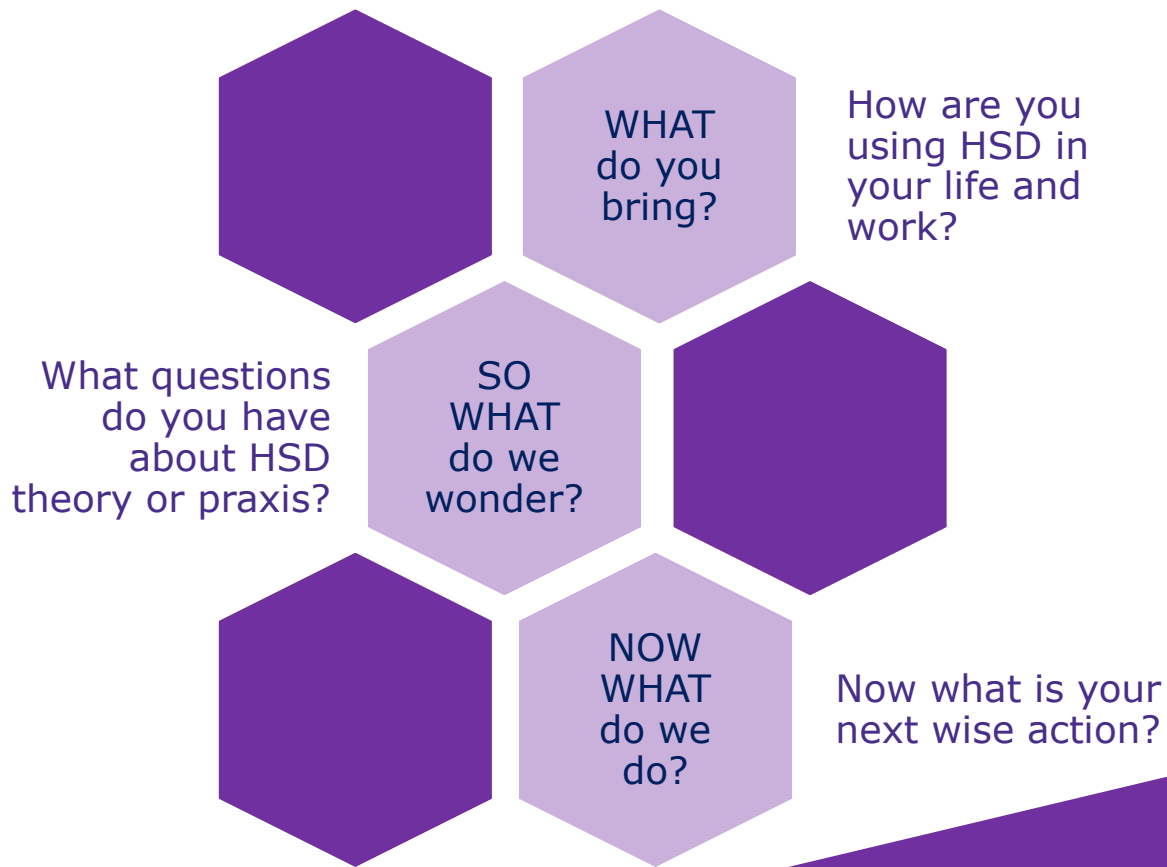 WHAT
do you
bring?
How are you
using HSD in
your life and
work?
What questions
do you have
about HSD
theory or praxis?
SO
WHAT
do we
wonder?
NOW
WHAT
do we
do?
Now what is your
next wise action?